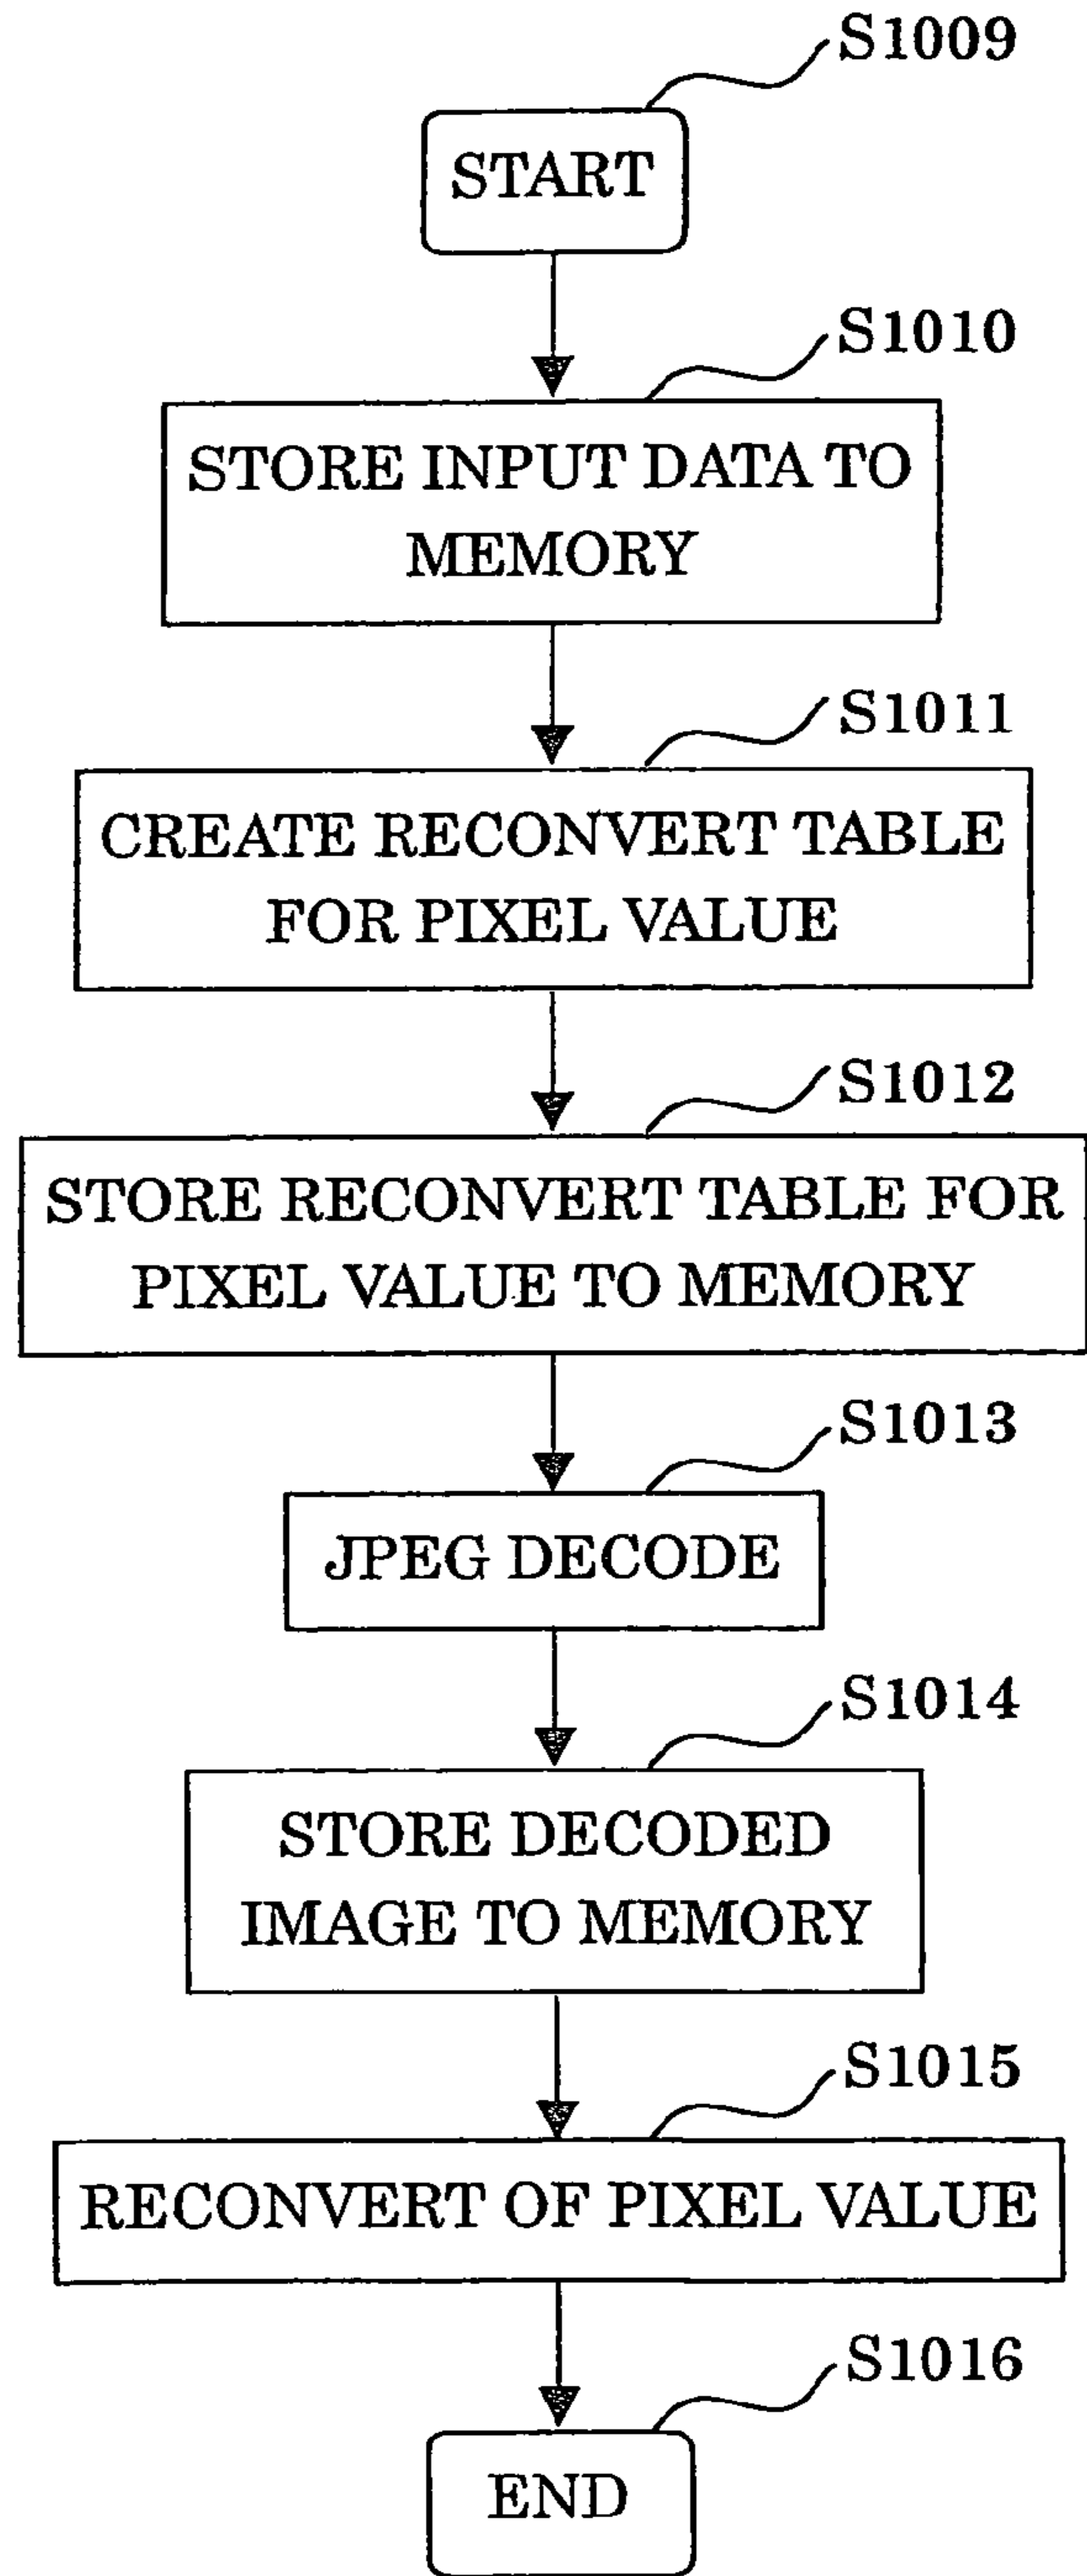 S1009
START
S1010
STORE INPUT DATA TO
MEMORY
S1011
CREATE RECONVERT TABLE
FOR PIXEL VALUE
S1012
STORE RECONVERT TABLE FOR
PIXEL VALUE TO MEMORY
S1013
JPEG DECODE
S1014
STORE DECODED
IMAGE TO MEMORY
S1015
RECONVERT OF PIXEL VALUE
S1016
END